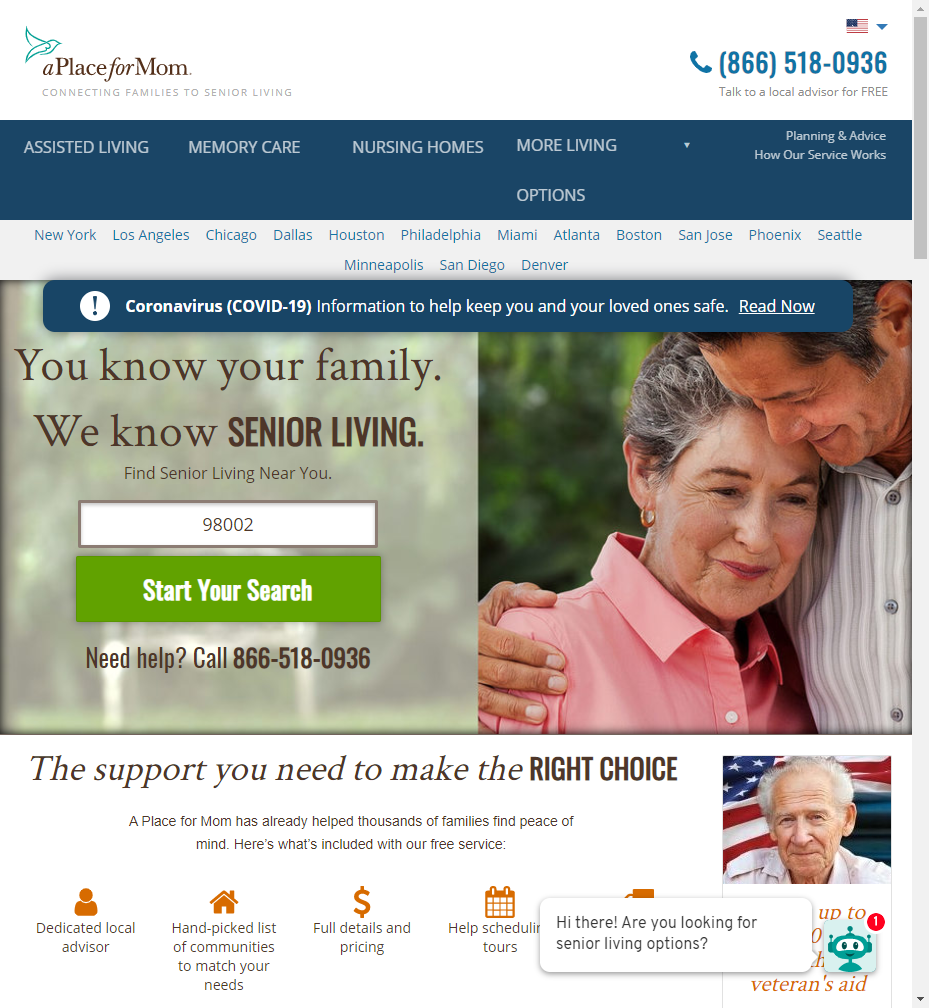 aPlaceforMom.
CONNECTING FAMILIES TO SENIOR LIVING
(866) 518-0936
Talk to a local advisor for FREE
ASSISTED LIVING
MEMORY CARE
NURSING HOMES
MORE LIVING
OPTIONS
Planning & Advice
How Our Service Works
New York Los Angeles Chicago Dallas Houston Philadelphia Miami Atlanta Boston San Jose Phoenix Seattle
Minneapolis San Diego Denver
! Coronavirus (COVID-19) Information to help keep you and your loved ones safe. Read Now
You know your family.
We know SENIOR LIVING.
Find Senior Living Near You.
98002
Start Your Search
Need help? Call 866-518-0936
The support you need to make the RIGHT CHOICE
A Place for Mom has already helped thousands of families find peace of
mind. Here's what's included with our free service:
Dedicated local
advisor
Hand-picked list
of communities
to match your
needs
$
Full details and
pricing
Help
tours
Hi there! Are you looking for
senior living options?
1
up to
veteran's aid